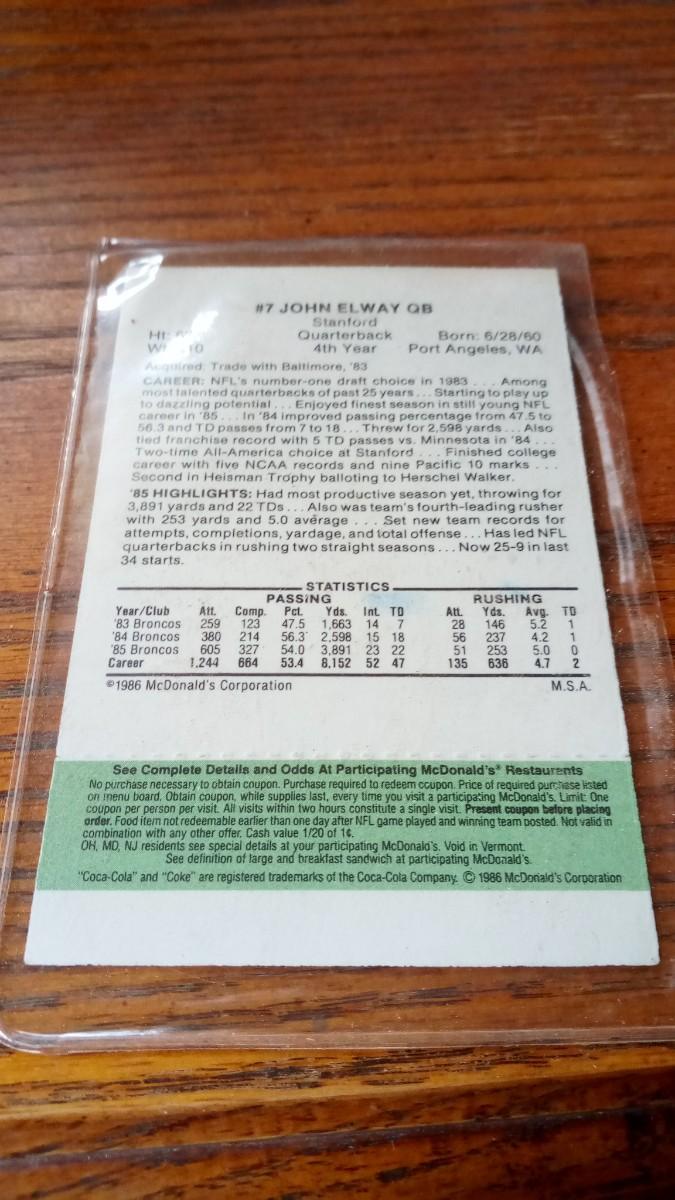 #7 JOHN ELWAY QB
Stanford
Ht: Quarterback Born: 6/28/60
4th Year Port Angeles, WA
Acquired: Trade with Baltimore, '83
CAREER: NFL's number-one draft choice in 1983 . . . Among
most talented quarterbacks of past 25 years . . . Starting to play up
to dazzling potential . . . Enjoyed finest season in still young NFL
career in '85 . . . In '84 improved passing percentage from 47.5 to
56.3 and TD passes from 7 to 18 . . . Threw for 2,598 yards . . . Also
tied franchise record with 5 TD passes vs. Minnesota in '84 . . .
Two-time All-America choice at Stanford . . . Finished college
career with five NCAA records and nine Pacific 10 marks . . .
Second in Heisman Trophy balloting to Herschel Walker.
'85 HIGHLIGHTS: Had most productive season yet, throwing for
3,891 yards and 22 TDs . . . Also was team's fourth-leading rusher
with 253 yards and 5.0 average . . . Set new team records for
attempts, completions, yardage, and total offense . . . Has led NFL
quarterbacks in rushing two straight seasons . . . Now 25-9 in last
34 starts.
STATISTICS
PASSING RUSHING
Year/Club Att. Comp. Pct. Yds. Int. TD Att. Yds. Avg. TD
'83 Broncos 259 123 47.5 1,663 14 7 28 146 5.2 1
'84 Broncos 380 214 56.3 2,598 15 18 56 237 4.2 1
'85 Broncos 605 327 54.0 3,891 23 22 51 253 5.0 0
Career 1,244 664 53.4 8,152 52 47 135 636 4.7 2
©1986 McDonald's Corporation M.S.A.
See Complete Details and Odds At Participating McDonald's® Restaurants
No purchase necessary to obtain coupon. Purchase required to redeem coupon. Price of required purchase listed
on menu board. Obtain coupon, while supplies last, every time you visit a participating McDonald's. Limit: One
coupon per person per visit. All visits within two hours constitute a single visit. Present coupon before placing
order. Food item not redeemable earlier than one day after NFL game played and winning team posted. Not valid in
combination with any other offer. Cash value 1/20 of 1¢.
OH, MD, NJ residents see special details at your participating McDonald's. Void in Vermont.
See definition of large and breakfast sandwich at participating McDonald's.
"Coca-Cola" and "Coke" are registered trademarks of the Coca-Cola Company. © 1986 McDonald's Corporation